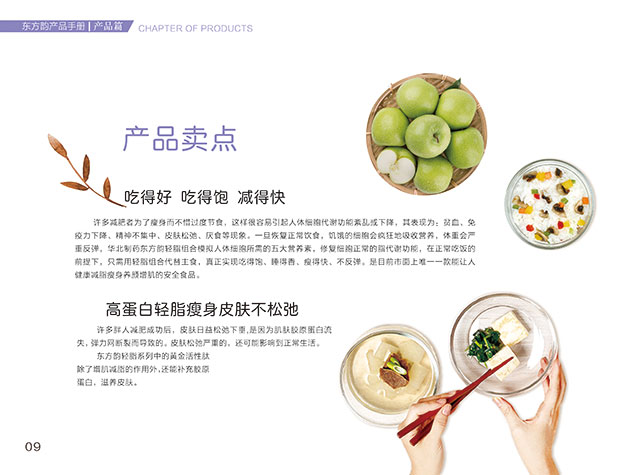 东方韵产品手册 | 产品篇 CHAPTER OF PRODUCTS
产品卖点
吃得好 吃得饱 减得快
许多减肥者为了瘦身而不惜过度节食，这样很容易引起人体细胞代谢功能紊乱或下降，其表现为：贫血、免
疫力下降、精神不集中、皮肤松弛、厌食等现象。一旦恢复正常饮食，饥饿的细胞会疯狂地吸收营养，体重会严
重反弹，华北制药东方韵轻脂组合模拟人体细胞所需的五大营养素，修复细胞正常的脂代谢功能，在正常吃饭的
前提下，只需用轻脂组合代替主食，真正实现吃得饱、睡得香、瘦得快、不反弹。是目前市面上唯一一款能让人
健康减脂瘦身养颜增肌的安全食品。
高蛋白轻脂瘦身皮肤不松弛
许多胖人减肥成功后，皮肤日益松弛下垂,是因为肌肤胶原蛋白流
失,弹力网断裂而导致的。皮肤松弛严重的，还可能影响到正常生活。
东方韵轻脂系列中的黄金活性肽
除了增肌减脂的作用外,还能补充胶原
蛋白，滋养皮肤。
09